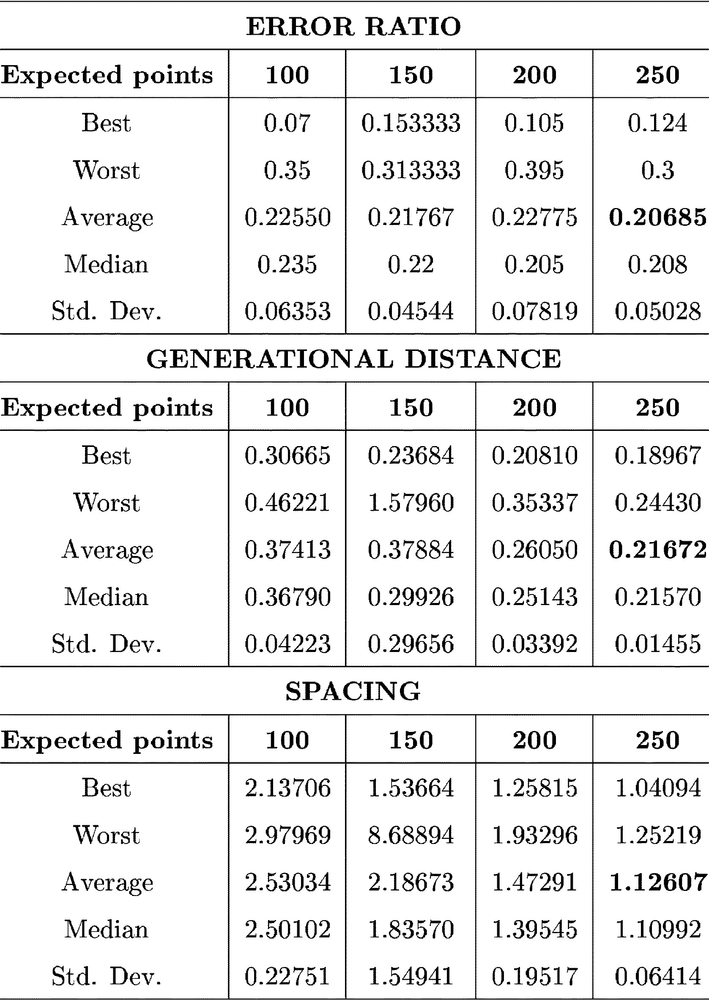 ERROR RATIO
Expected points 100 150 200 250
Best 0.07 0.153333 0.105 0.124
Worst 0.35 0.313333 0.395 0.3
Average 0.22550 0.21767 0.22775 0.20685
Median 0.235 0.22 0.205 0.208
Std. Dev. 0.06353 0.04544 0.07819 0.05028
GENERATIONAL DISTANCE
Expected points 100 150 200 250
Best 0.30665 0.23684 0.20810 0.18967
Worst 0.46221 1.57960 0.35337 0.24430
Average 0.37413 0.37884 0.26050 0.21672
Median 0.36790 0.29926 0.25143 0.21570
Std. Dev. 0.04223 0.29656 0.03392 0.01455
SPACING
Expected points 100 150 200 250
Best 2.13706 1.53664 1.25815 1.04094
Worst 2.97969 8.68894 1.93296 1.25219
Average 2.53034 2.18673 1.47291 1.12607
Median 2.50102 1.83570 1.39545 1.10992
Std. Dev. 0.22751 1.54941 0.19517 0.06414